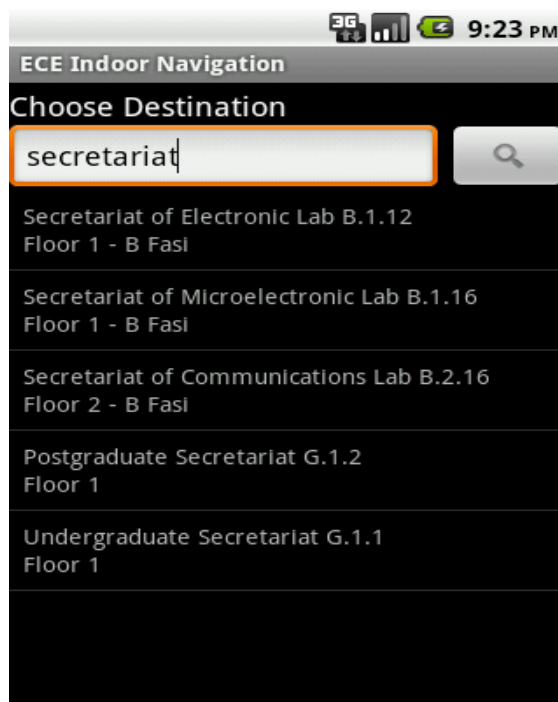 3G 9:23 PM
ECE Indoor Navigation
Choose Destination
secretariat
Secretariat of Electronic Lab B.1.12
Floor 1 - B Fasi
Secretariat of Microelectronic Lab B.1.16
Floor 1 - B Fasi
Secretariat of Communications Lab B.2.16
Floor 2 - B Fasi
Postgraduate Secretariat G.1.2
Floor 1
Undergraduate Secretariat G.1.1
Floor 1